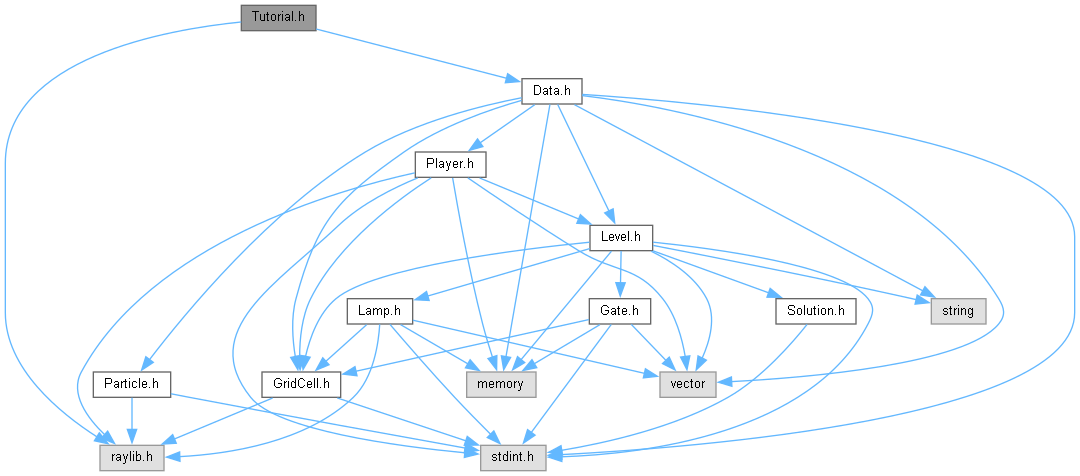 Tutorial.h
Data.h
Player.h
Level.h
Lamp.h
Gate.h
Solution.h
string
Particle.h
GridCell.h
memory
vector
raylib.h
stdint.h